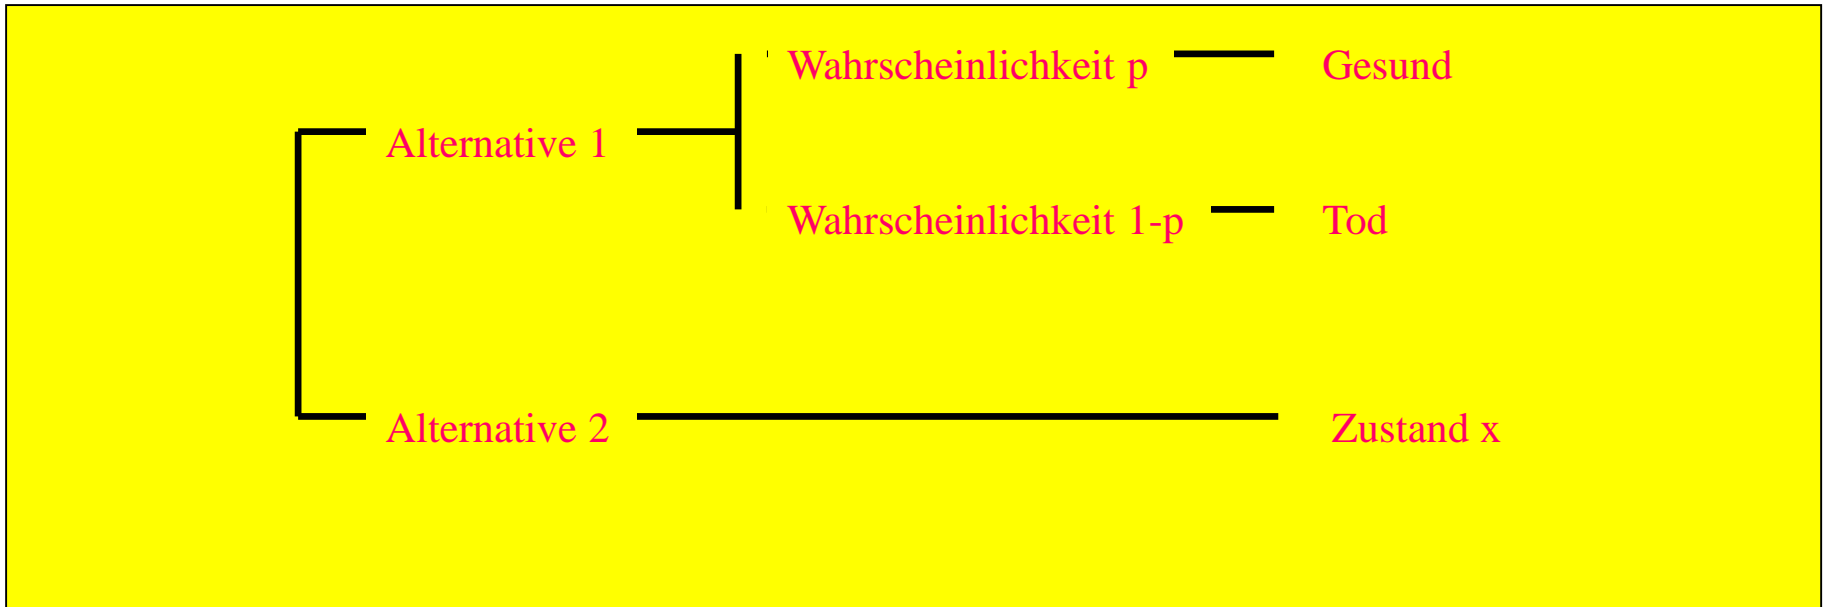 Wahrscheinlichkeit p Gesund
Alternative 1
Wahrscheinlichkeit 1-p Tod
Alternative 2 Zustand x